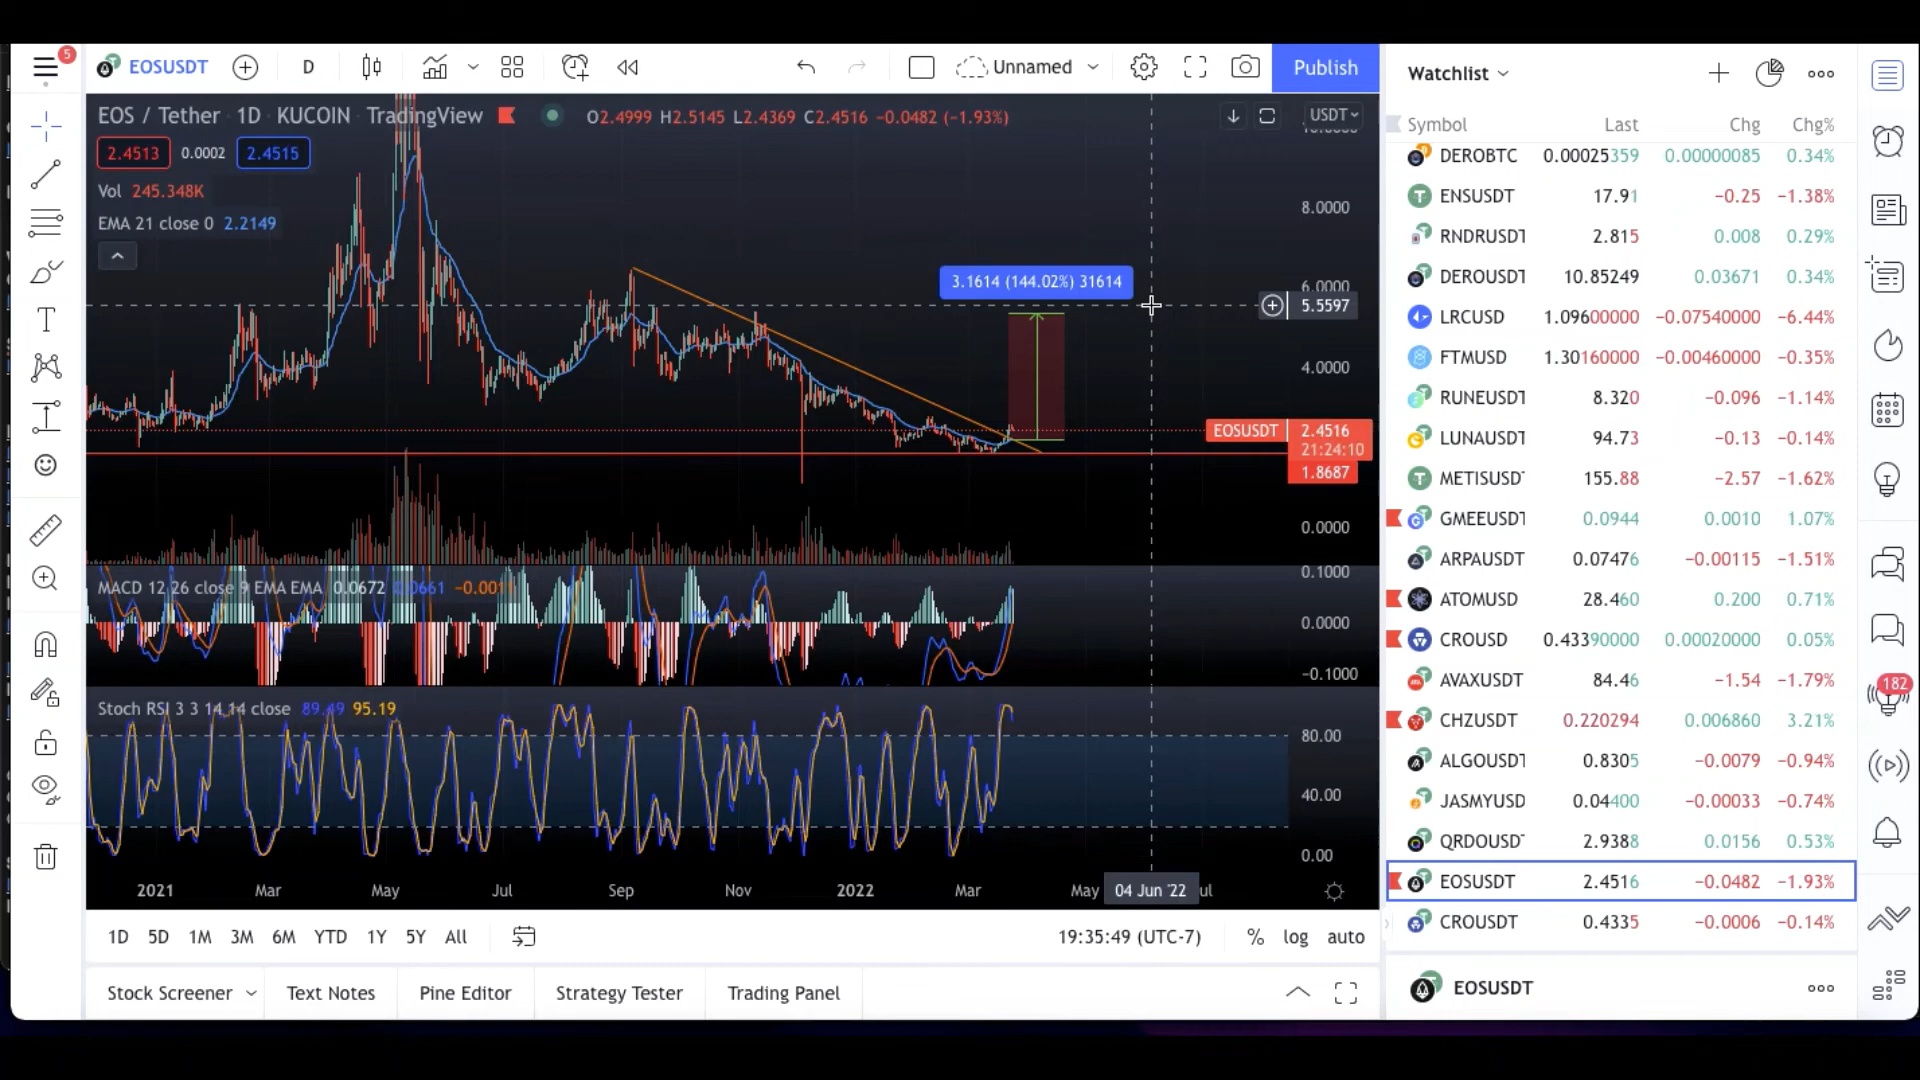 5
EOSUSDT
D
Unnamed
Publish
EOS / Tether · 1D · KUCOIN · TradingView
O2.4999 H2.5145 L2.4369 C2.4516 −0.0482 (−1.93%)
USDT
2.4513 0.0002 2.4515
Vol 245.348K
EMA 21 close 0 2.2149
3.1614 (144.02%) 31614
8.0000
6.0000
5.5597
4.0000
EOSUSDT 2.4516
21:24:10
1.8687
0.0000
MACD 12 26 close 9 EMA EMA 0.0672 0.0661
0.1000
0.0000
−0.1000
Stoch RSI 3 3 14 14 close 89.49 95.19
80.00
40.00
0.00
2021 Mar May Jul Sep Nov 2022 Mar May 04 Jun '22 ul
1D 5D 1M 3M 6M YTD 1Y 5Y All
19:35:49 (UTC-7) % log auto
Stock Screener Text Notes Pine Editor Strategy Tester Trading Panel
Watchlist
Symbol Last Chg Chg%
DEROBTC 0.00025359 0.00000085 0.34%
ENSUSDT 17.91 −0.25 −1.38%
RNDRUSDT 2.815 0.008 0.29%
DEROUSDT 10.85249 0.03671 0.34%
LRCUSD 1.09600000 −0.07540000 −6.44%
FTMUSD 1.30160000 −0.00460000 −0.35%
RUNEUSDT 8.320 −0.096 −1.14%
LUNAUSDT 94.73 −0.13 −0.14%
METISUSD 155.88 −2.57 −1.62%
GMEEUSDT 0.0944 0.0010 1.07%
ARPAUSDT 0.07476 −0.00115 −1.51%
ATOMUSD 28.460 0.200 0.71%
CROUSD 0.43390000 0.00020000 0.05%
AVAXUSDT 84.46 −1.54 −1.79%
CHZUSDT 0.220294 0.006860 3.21%
ALGOUSDT 0.8305 −0.0079 −0.94%
JASMYUSD 0.04400 −0.00033 −0.74%
QRDOUSD 2.9388 0.0156 0.53%
EOSUSDT 2.4516 −0.0482 −1.93%
CROUSDT 0.4335 −0.0006 −0.14%
EOSUSDT
182